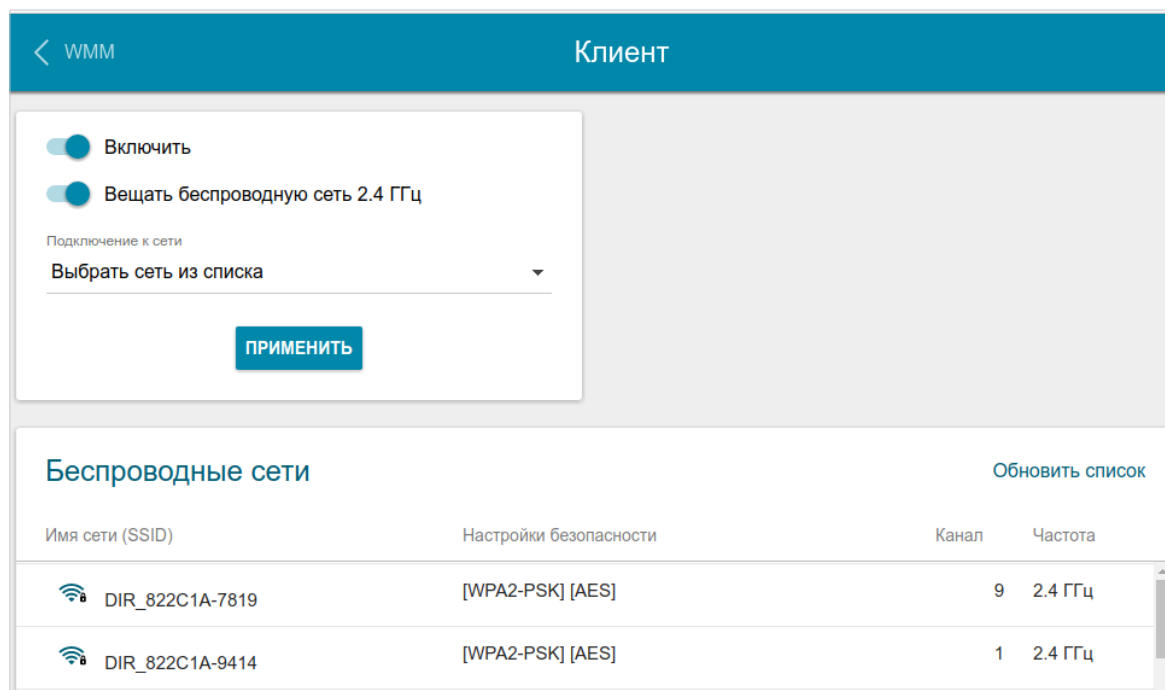 WMM Клиент
Включить
Вещать беспроводную сеть 2.4 ГГц
Подключение к сети
Выбрать сеть из списка
ПРИМЕНИТЬ
Беспроводные сети Обновить список
Имя сети (SSID) Настройки безопасности Канал Частота
DIR_822C1A-7819 [WPA2-PSK] [AES] 9 2.4 ГГц
DIR_822C1A-9414 [WPA2-PSK] [AES] 1 2.4 ГГц